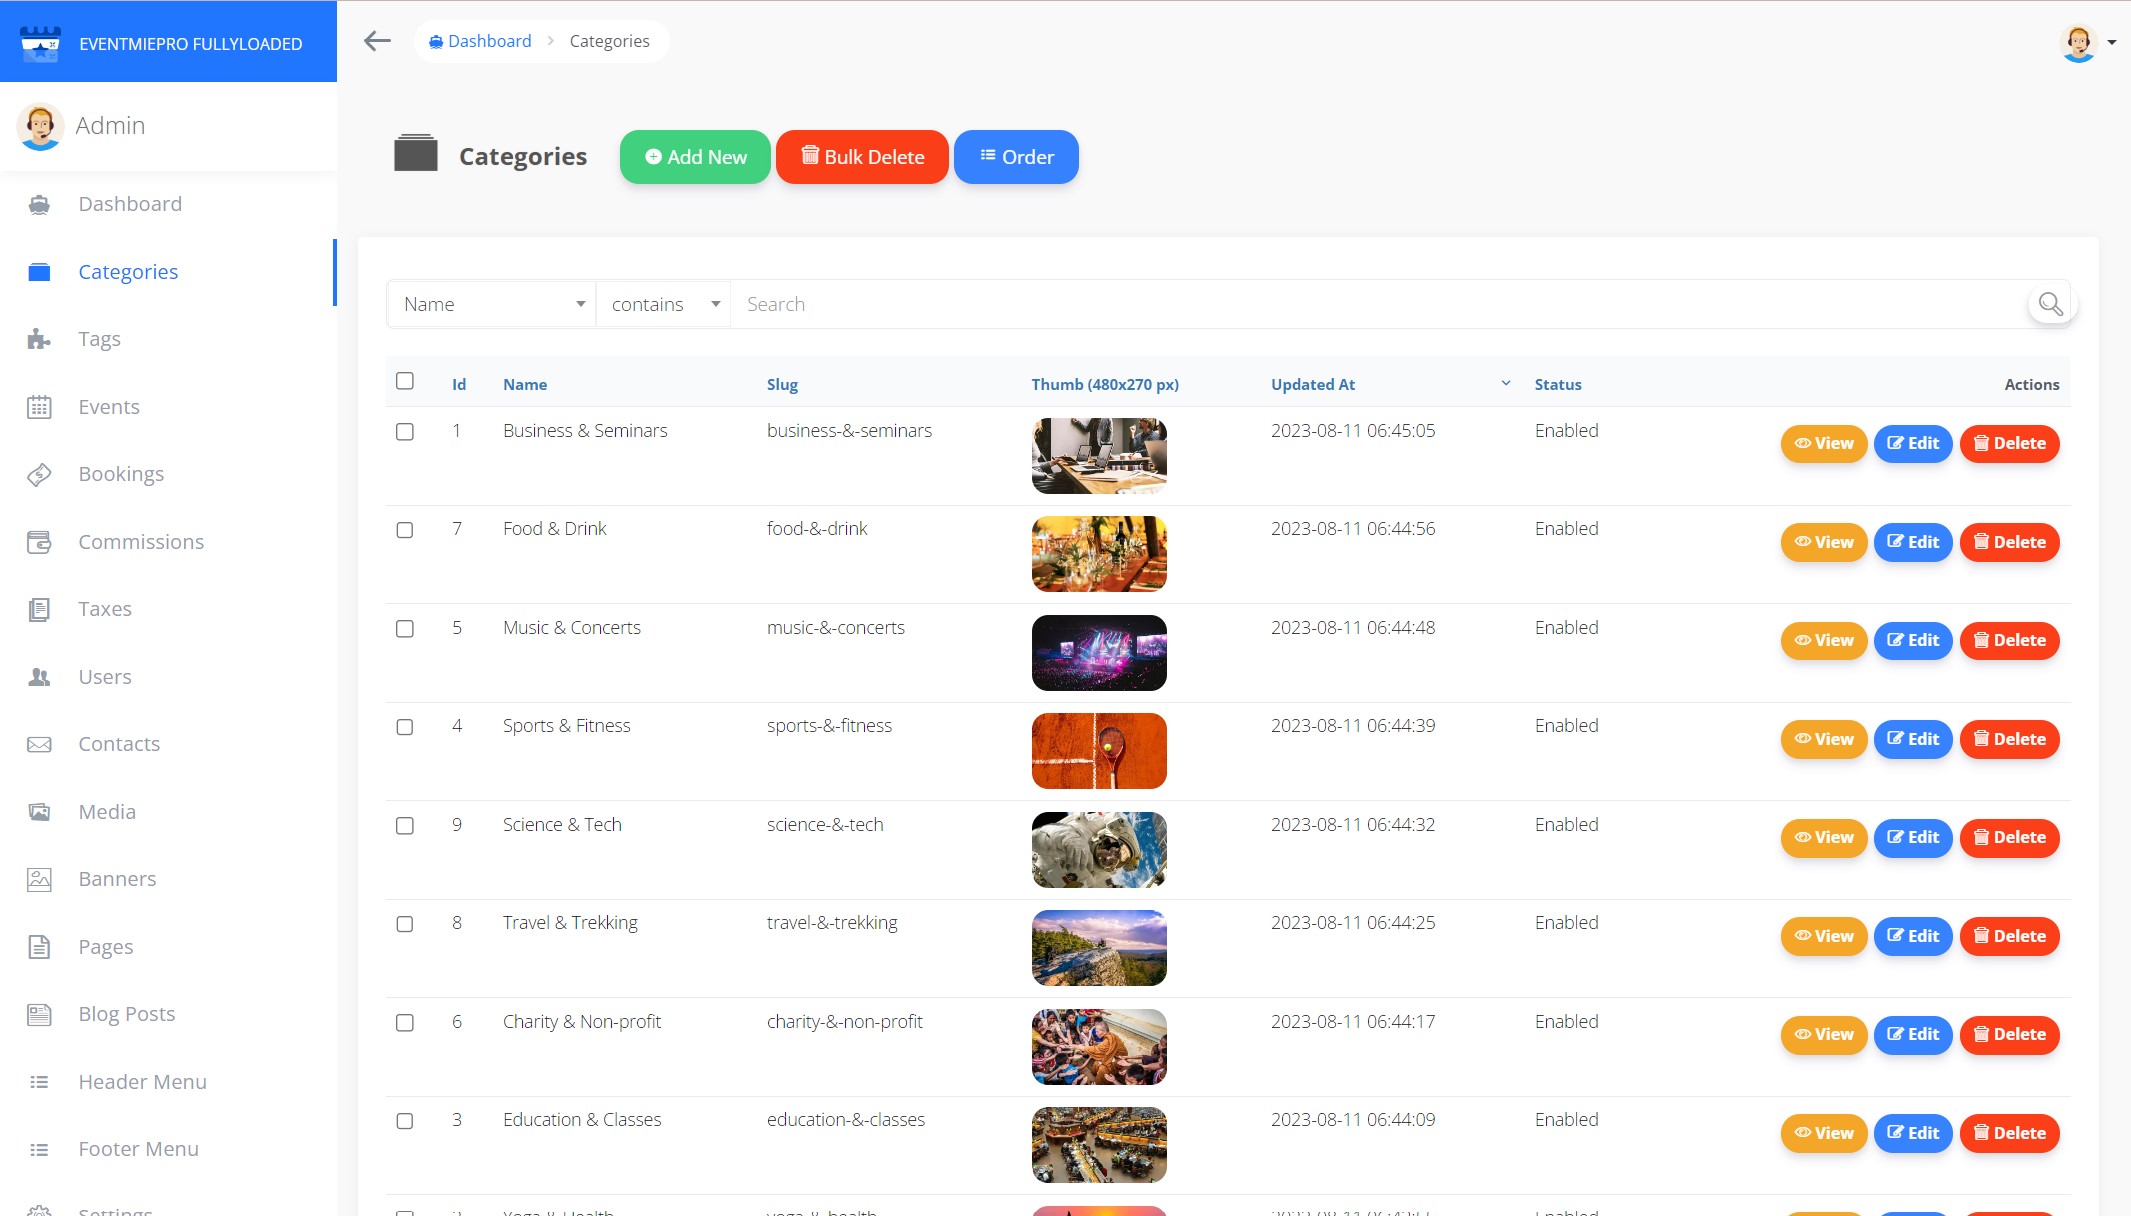 EVENTMIEPRO FULLYLOADED
Dashboard > Categories
Admin
Dashboard
Categories
Tags
Events
Bookings
Commissions
Taxes
Users
Contacts
Media
Banners
Pages
Blog Posts
Header Menu
Footer Menu
Settings
Categories Add New Bulk Delete Order
Name contains Search
Id Name Slug Thumb (480x270 px) Updated At Status Actions
1 Business & Seminars business-&-seminars 2023-08-11 06:45:05 Enabled View Edit Delete
7 Food & Drink food-&-drink 2023-08-11 06:44:56 Enabled View Edit Delete
5 Music & Concerts music-&-concerts 2023-08-11 06:44:48 Enabled View Edit Delete
4 Sports & Fitness sports-&-fitness 2023-08-11 06:44:39 Enabled View Edit Delete
9 Science & Tech science-&-tech 2023-08-11 06:44:32 Enabled View Edit Delete
8 Travel & Trekking travel-&-trekking 2023-08-11 06:44:25 Enabled View Edit Delete
6 Charity & Non-profit charity-&-non-profit 2023-08-11 06:44:17 Enabled View Edit Delete
3 Education & Classes education-&-classes 2023-08-11 06:44:09 Enabled View Edit Delete
Yoga & Health yoga-&-health Enabled